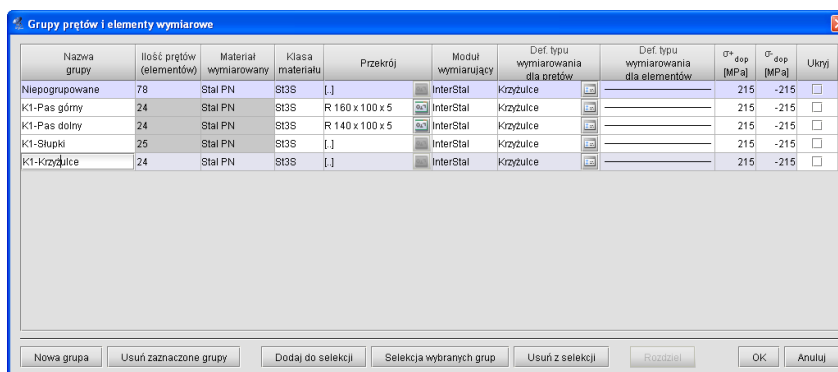 Grupy prętów i elementy wymiarowe
Nazwa grupy Ilość prętów (elementów) Materiał wymiarowany Klasa materiału Przekrój Moduł wymiarujący Def. typu wymiarowania dla prętów Def. typu wymiarowania dla elementów σ+ dop [MPa] σ- dop [MPa] Ukryj
Niepogrupowane 78 Stal PN St3S [..] InterStal Krzyżulce 215 -215
K1-Pas górny 24 Stal PN St3S R 160 x 100 x 5 InterStal Krzyżulce 215 -215
K1-Pas dolny 24 Stal PN St3S R 140 x 100 x 5 InterStal Krzyżulce 215 -215
K1-Słupki 25 Stal PN St3S [..] InterStal Krzyżulce 215 -215
K1-Krzyżulce 24 Stal PN St3S [..] InterStal Krzyżulce 215 -215
Nowa grupa Usuń zaznaczone grupy Dodaj do selekcji Selekcja wybranych grup Usuń z selekcji Rozdziel OK Anuluj